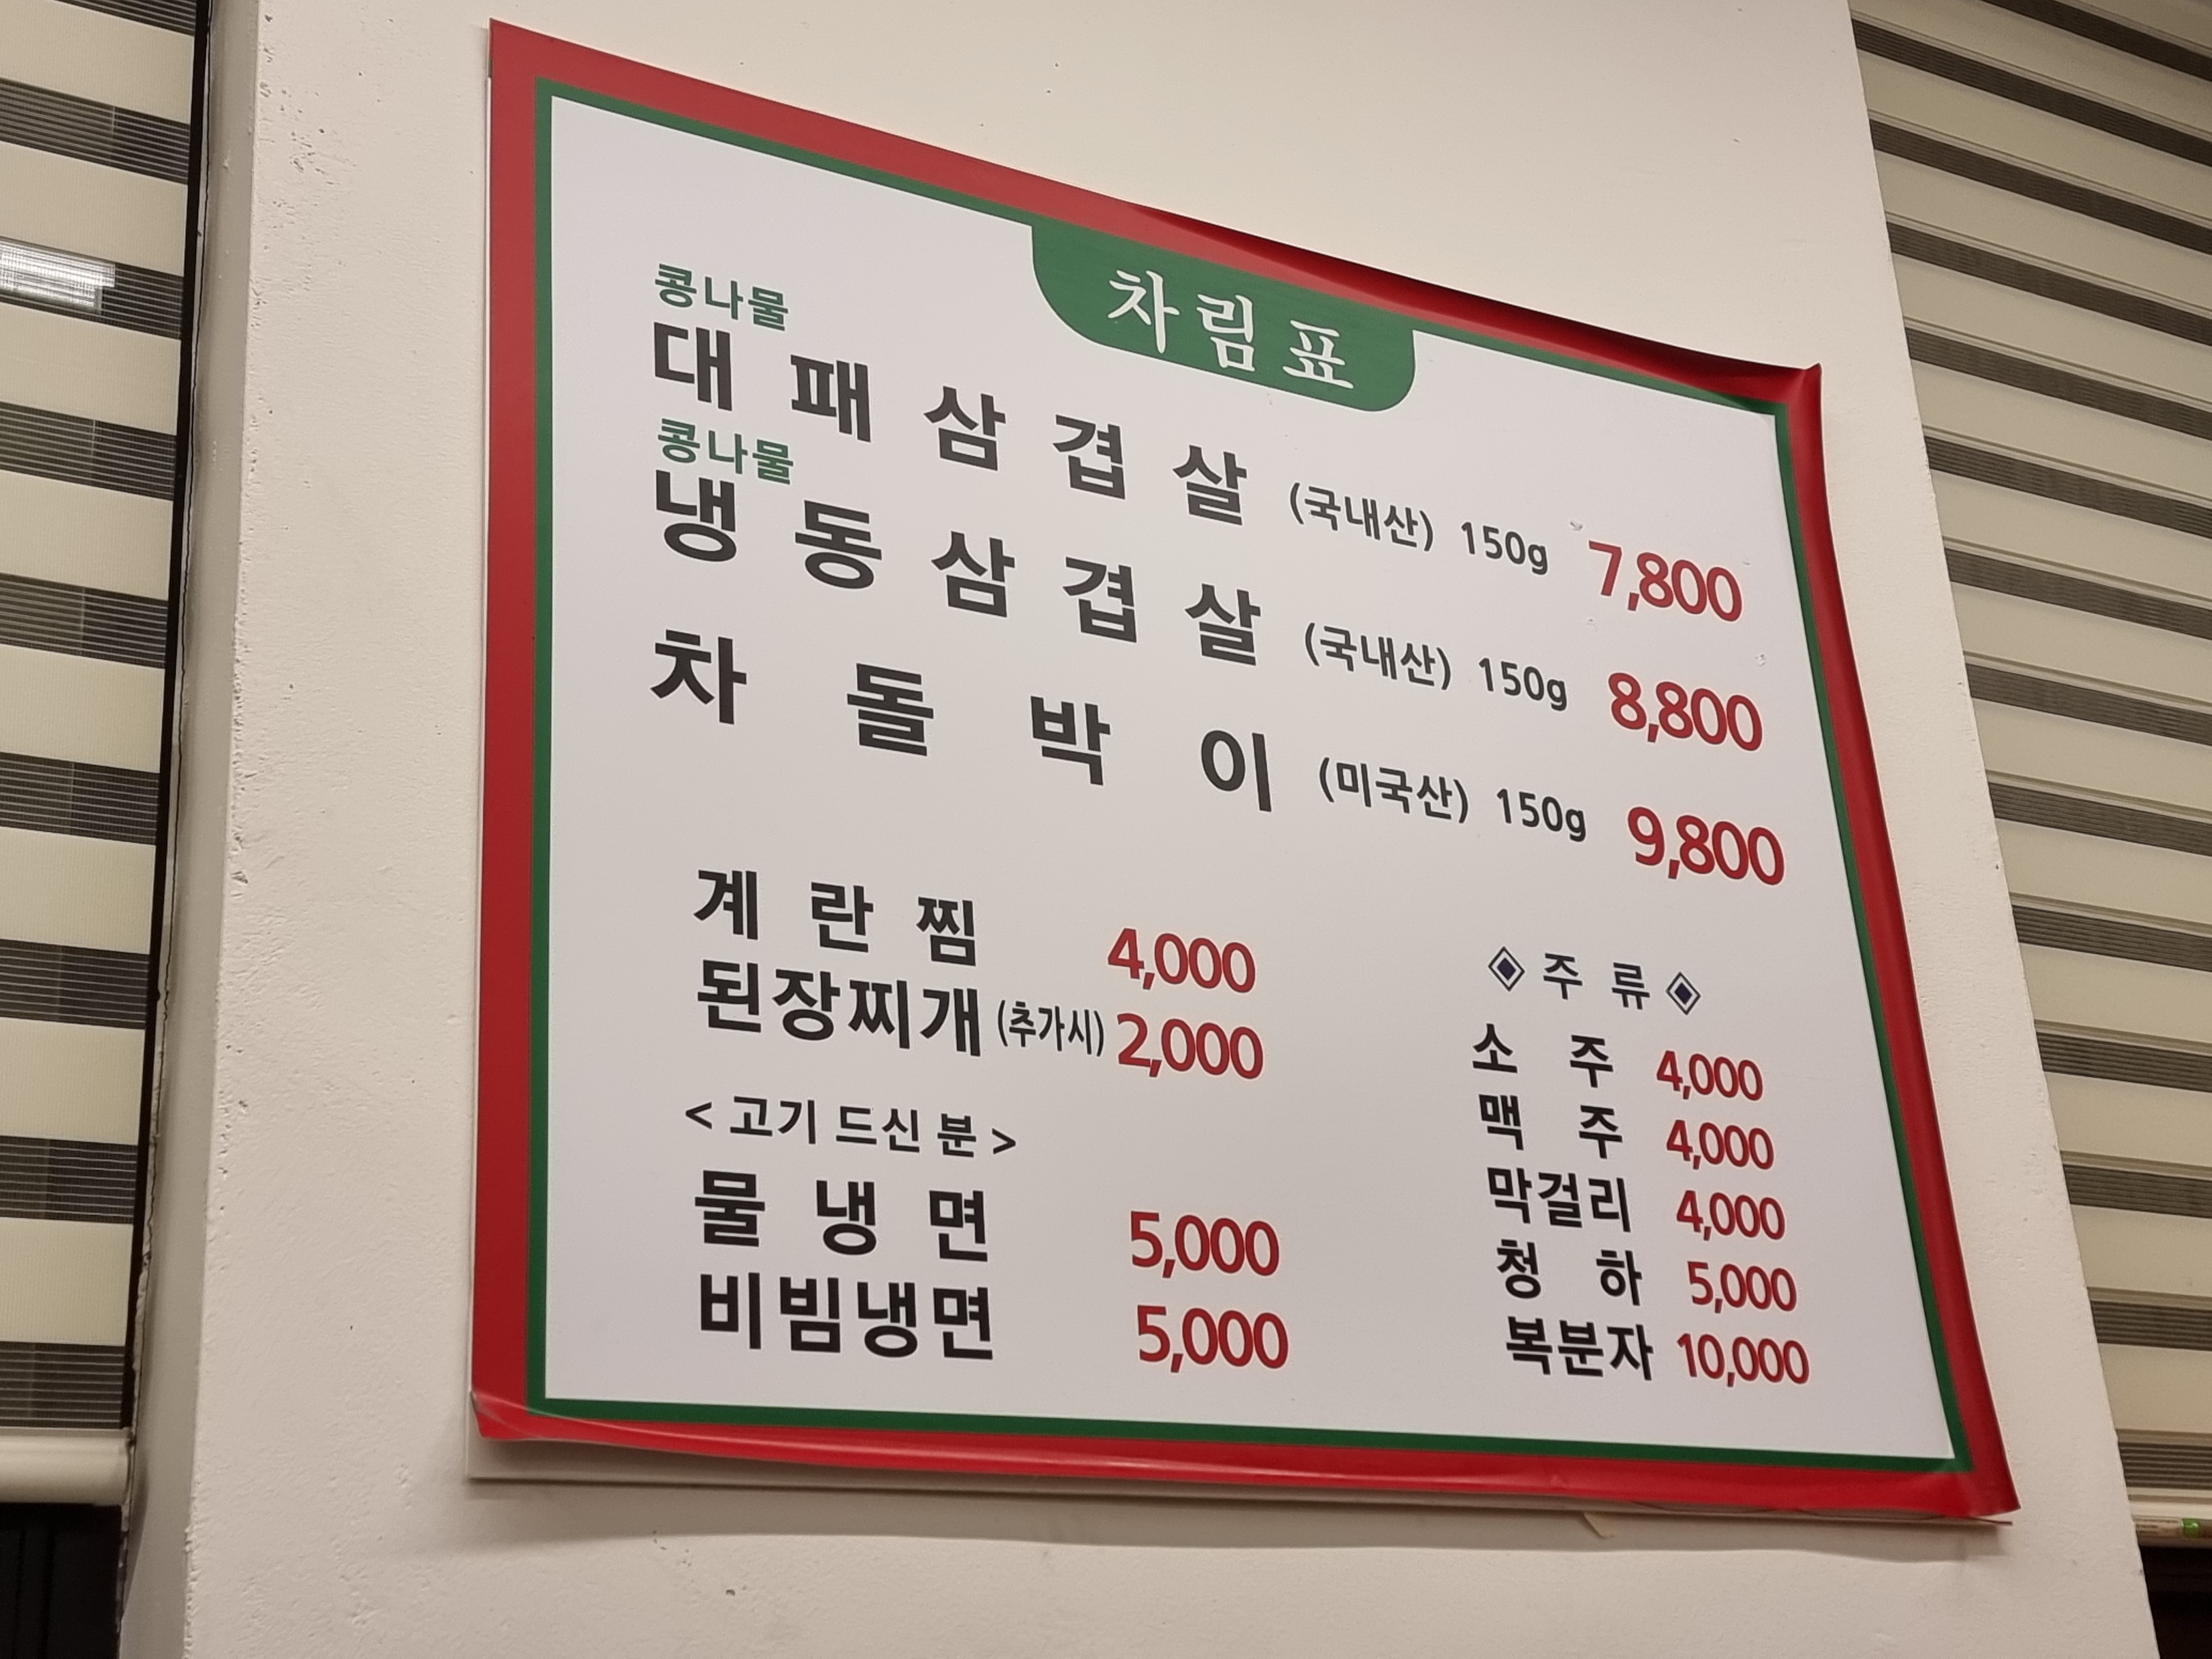 차림표
콩나물
대패삼겹살 (국내산) 150g 7,800
콩나물
냉동삼겹살 (국내산) 150g 8,800
차돌박이 (미국산) 150g 9,800
계란찜 4,000
된장찌개 (추가시) 2,000
< 고기 드신 분 >
물냉면 5,000
비빔냉면 5,000
◈ 주류 ◈
소주 4,000
맥주 4,000
막걸리 4,000
청하 5,000
복분자 10,000